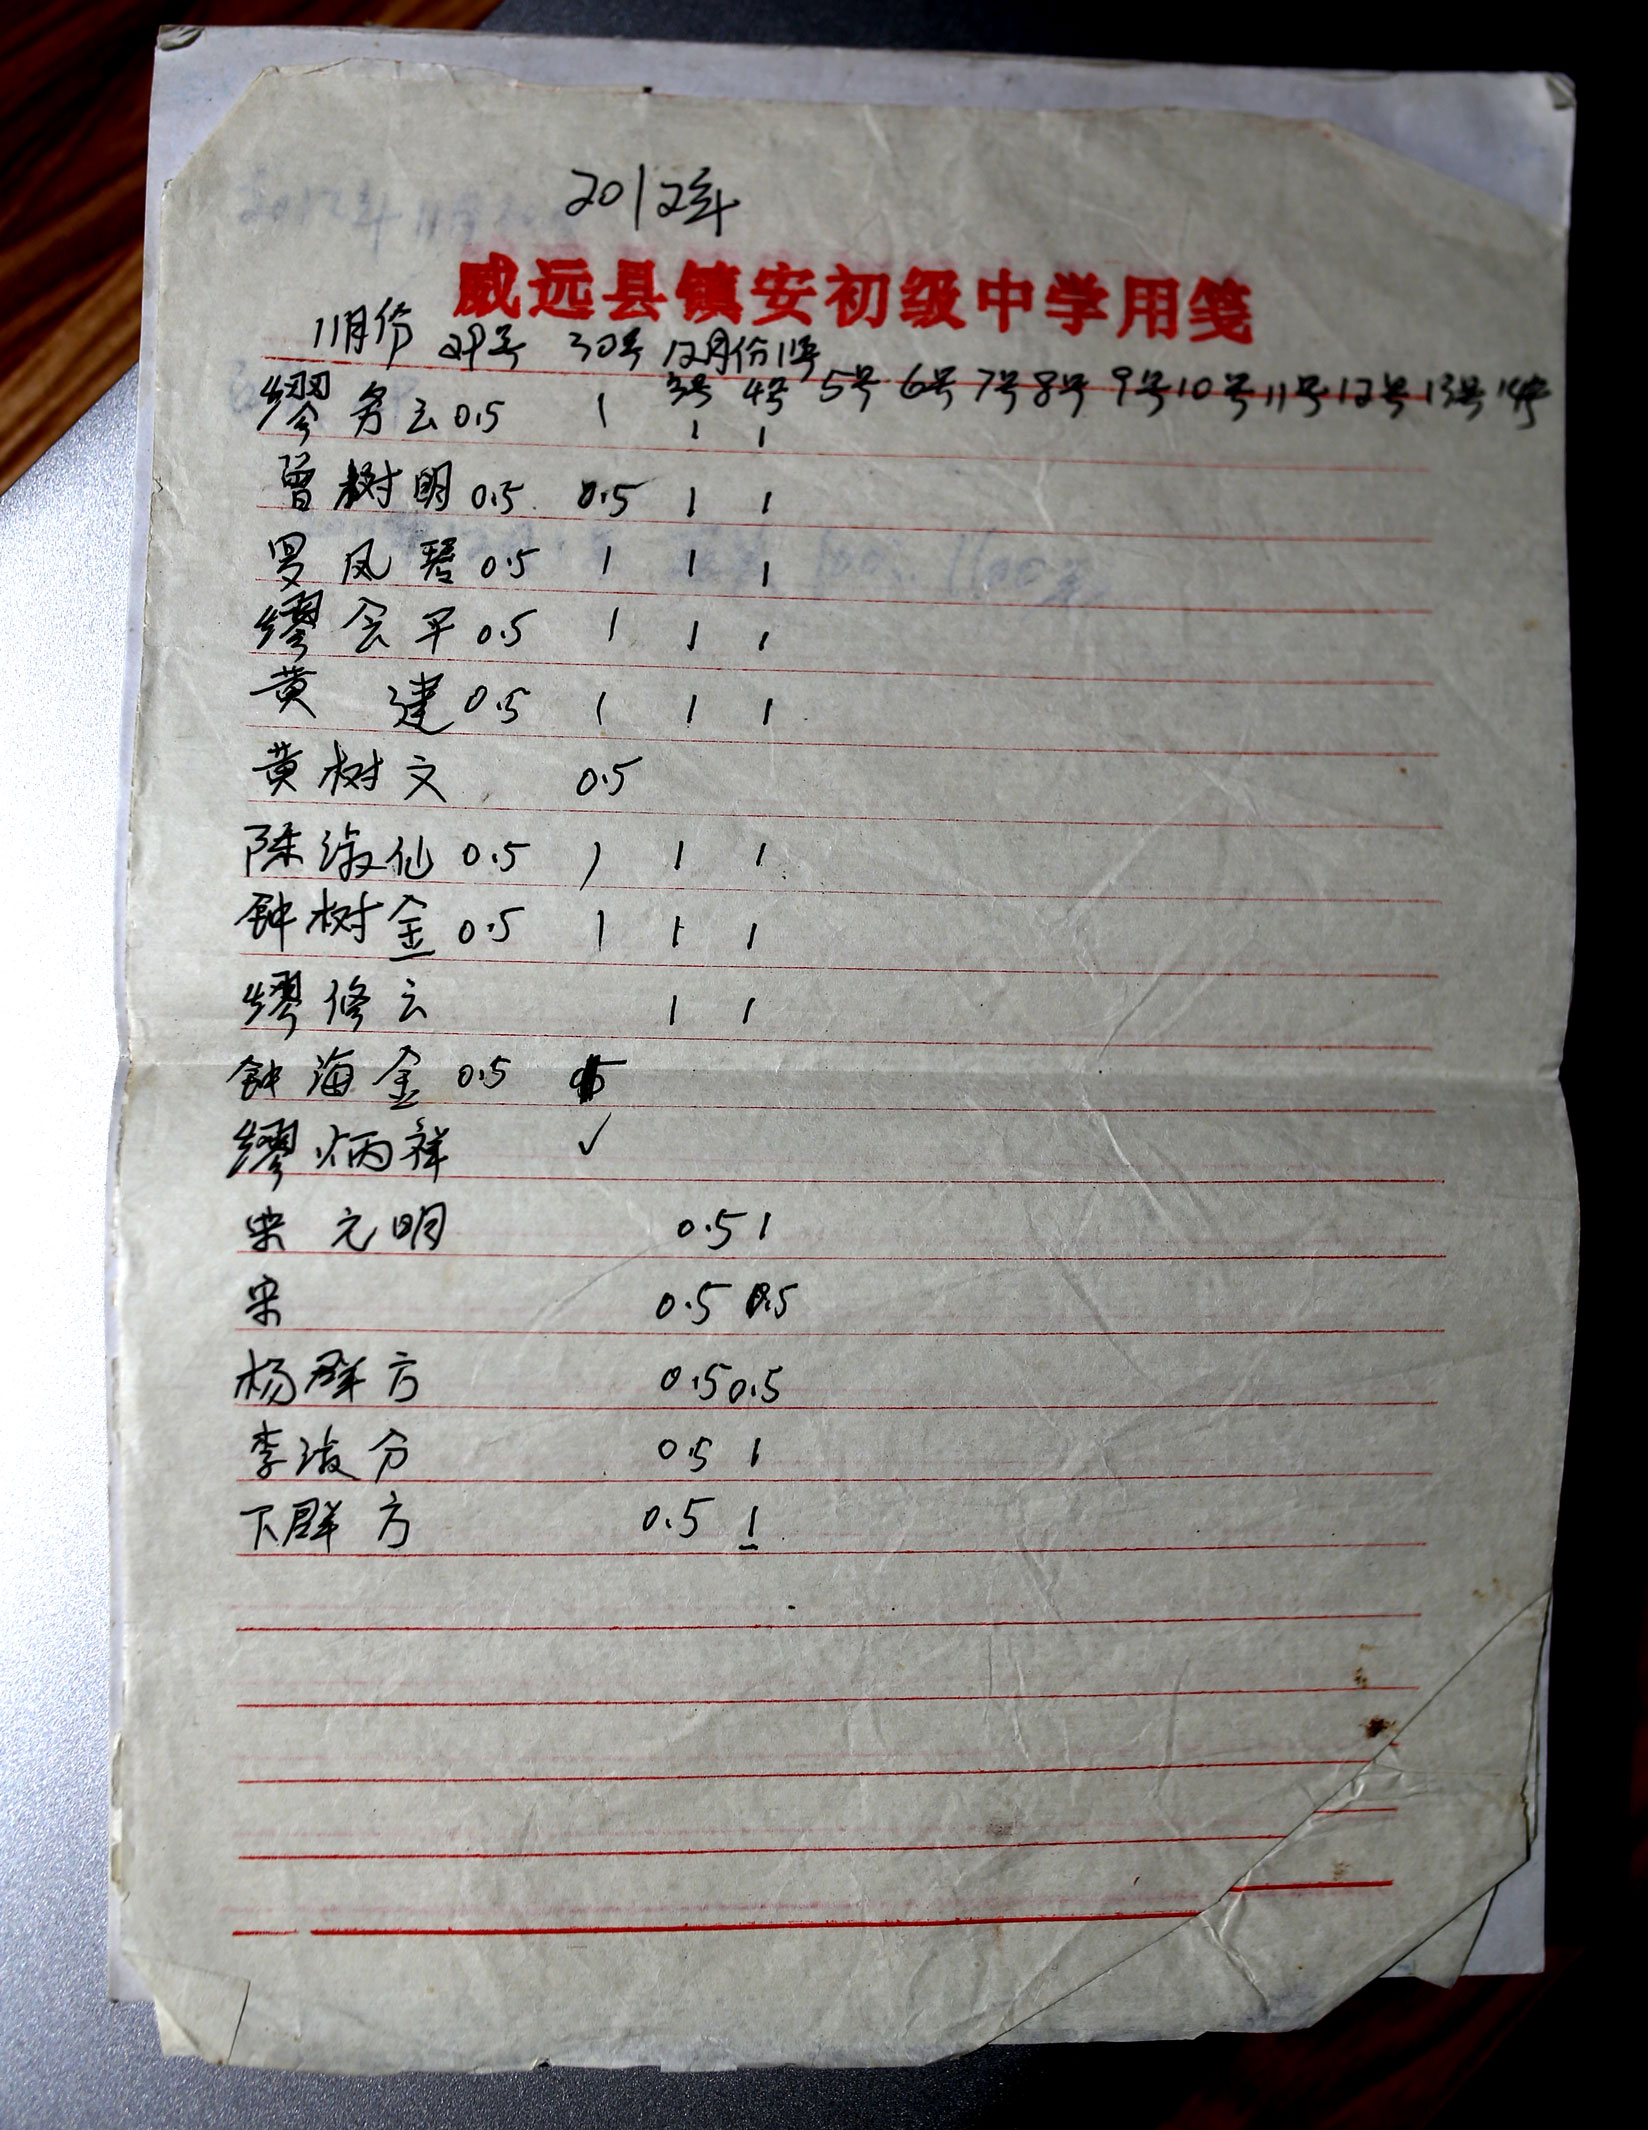 2012年
威远县镇安初级中学用笺
11月份 29号 30号 12月份1号
3号 4号 5号 6号 7号 8号 9号 10号 11号 12号 13号 14号
缪务云 0.5 1 1 1
曾树明 0.5 0.5 1 1
罗凤琴 0.5 1 1 1
缪会平 0.5 1 1 1
黄建 0.5 1 1 1
黄树文 0.5
陈淑仙 0.5 1 1 1
钟树金 0.5 1 1 1
缪修云 1 1
钟海金 0.5
缪炳祥 ✓
宋元明 0.5 1
宋 0.5 0.5
杨群方 0.5 0.5
李淑分 0.5 1
下群方 0.5 1